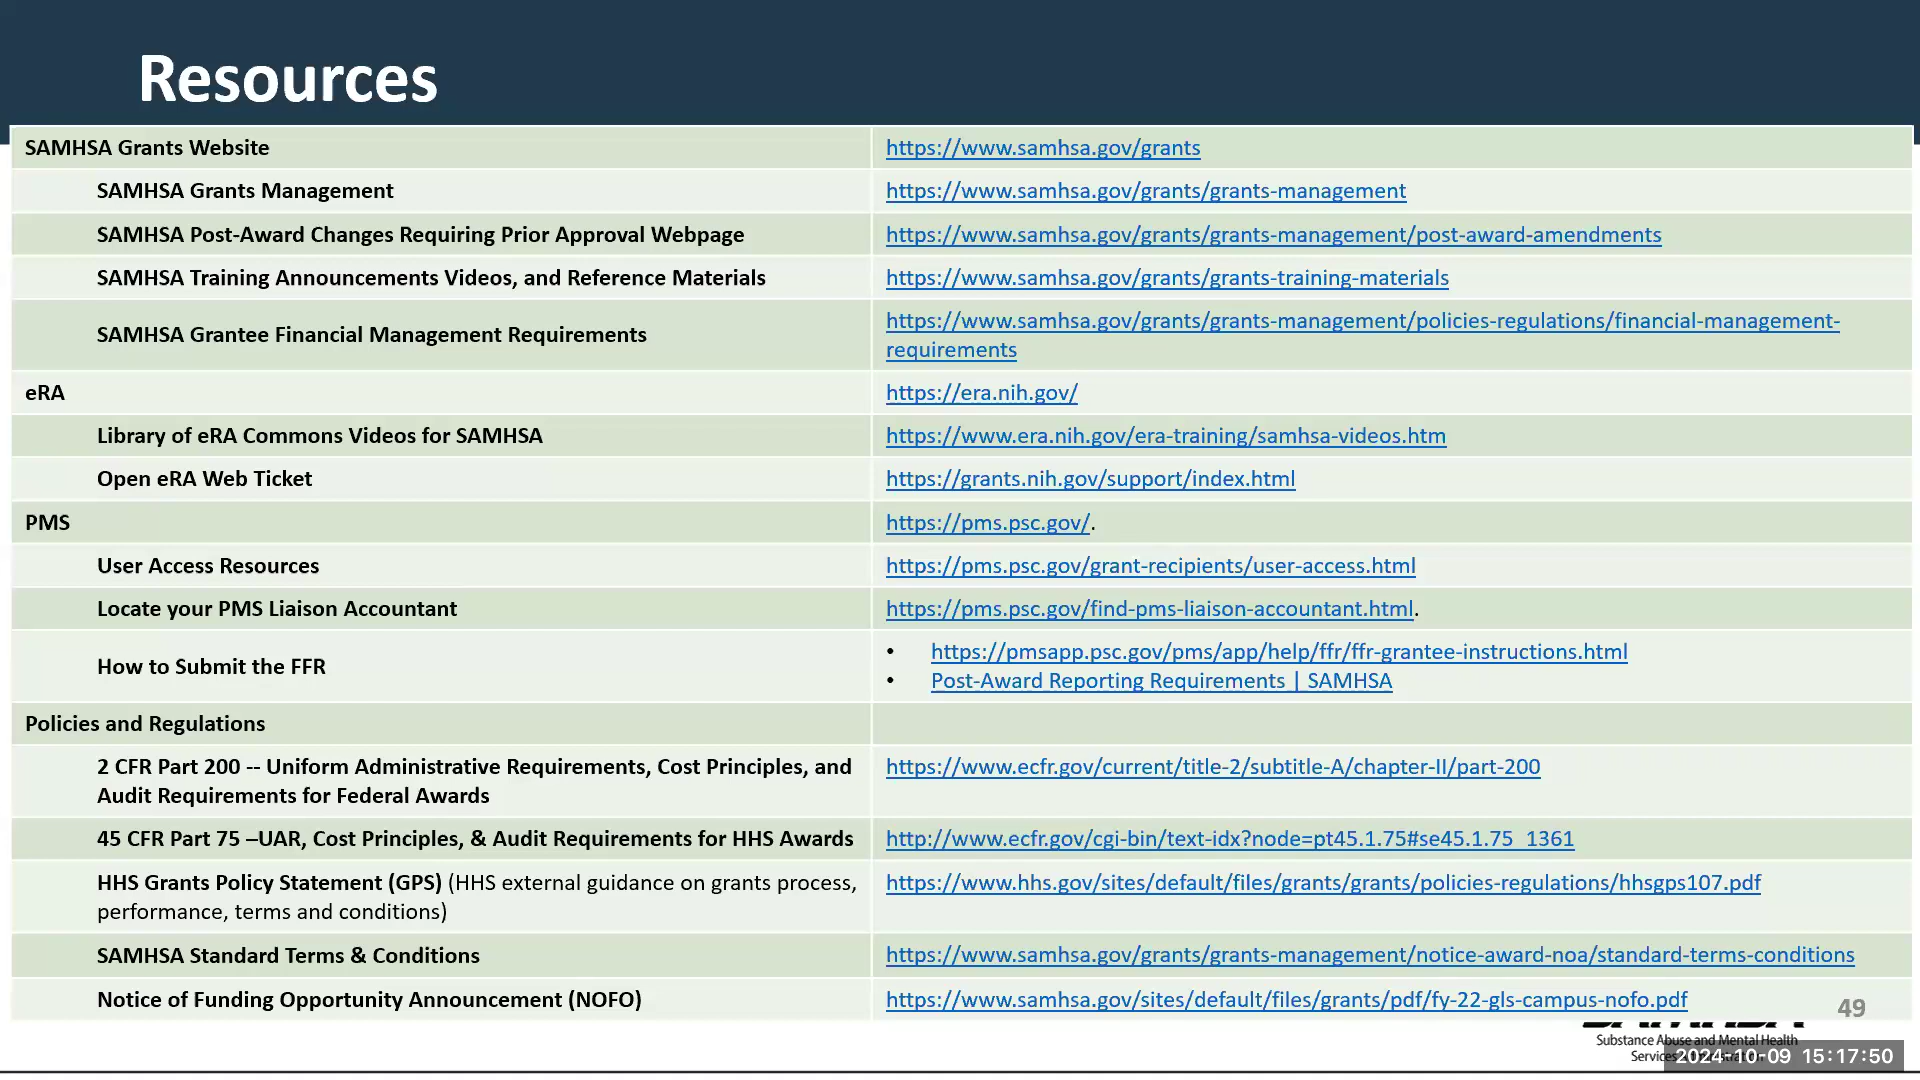 Resources
SAMHSA Grants Website
https://www.samhsa.gov/grants
SAMHSA Grants Management
https://www.samhsa.gov/grants/grants-management
SAMHSA Post-Award Changes Requiring Prior Approval Webpage
https://www.samhsa.gov/grants/grants-management/post-award-amendments
SAMHSA Training Announcements Videos, and Reference Materials
https://www.samhsa.gov/grants/grants-training-materials
SAMHSA Grantee Financial Management Requirements
https://www.samhsa.gov/grants/grants-management/policies-regulations/financial-management-
requirements
eRA
https://era.nih.gov/
Library of eRA Commons Videos for SAMHSA
https://www.era.nih.gov/era-training/samhsa-videos.htm
Open eRA Web Ticket
https://grants.nih.gov/support/index.html
PMS
https://pms.psc.gov/.
User Access Resources
https://pms.psc.gov/grant-recipients/user-access.html
Locate your PMS Liaison Accountant
https://pms.psc.gov/find-pms-liaison-accountant.html.
How to Submit the FFR
• https://pmsapp.psc.gov/pms/app/help/ffr/ffr-grantee-instructions.html
• Post-Award Reporting Requirements | SAMHSA
Policies and Regulations
2 CFR Part 200 -- Uniform Administrative Requirements, Cost Principles, and
Audit Requirements for Federal Awards
https://www.ecfr.gov/current/title-2/subtitle-A/chapter-II/part-200
45 CFR Part 75 –UAR, Cost Principles, & Audit Requirements for HHS Awards
http://www.ecfr.gov/cgi-bin/text-idx?node=pt45.1.75#se45.1.75_1361
HHS Grants Policy Statement (GPS) (HHS external guidance on grants process,
performance, terms and conditions)
https://www.hhs.gov/sites/default/files/grants/grants/policies-regulations/hhsgps107.pdf
SAMHSA Standard Terms & Conditions
https://www.samhsa.gov/grants/grants-management/notice-award-noa/standard-terms-conditions
Notice of Funding Opportunity Announcement (NOFO)
https://www.samhsa.gov/sites/default/files/grants/pdf/fy-22-gls-campus-nofo.pdf
49
Substance Abuse and Mental Health
2024-10-09 15:17:50